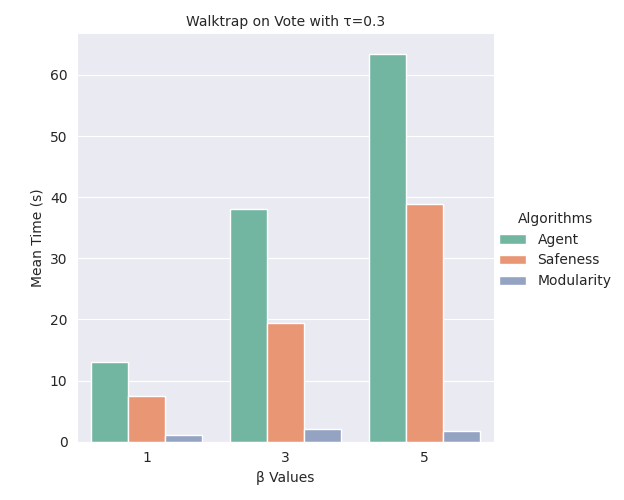 Walktrap on Vote with τ=0.3
Mean Time (s)
60
50
40
30
20
10
0
1
3
5
β Values
Algorithms
Agent
Safeness
Modularity